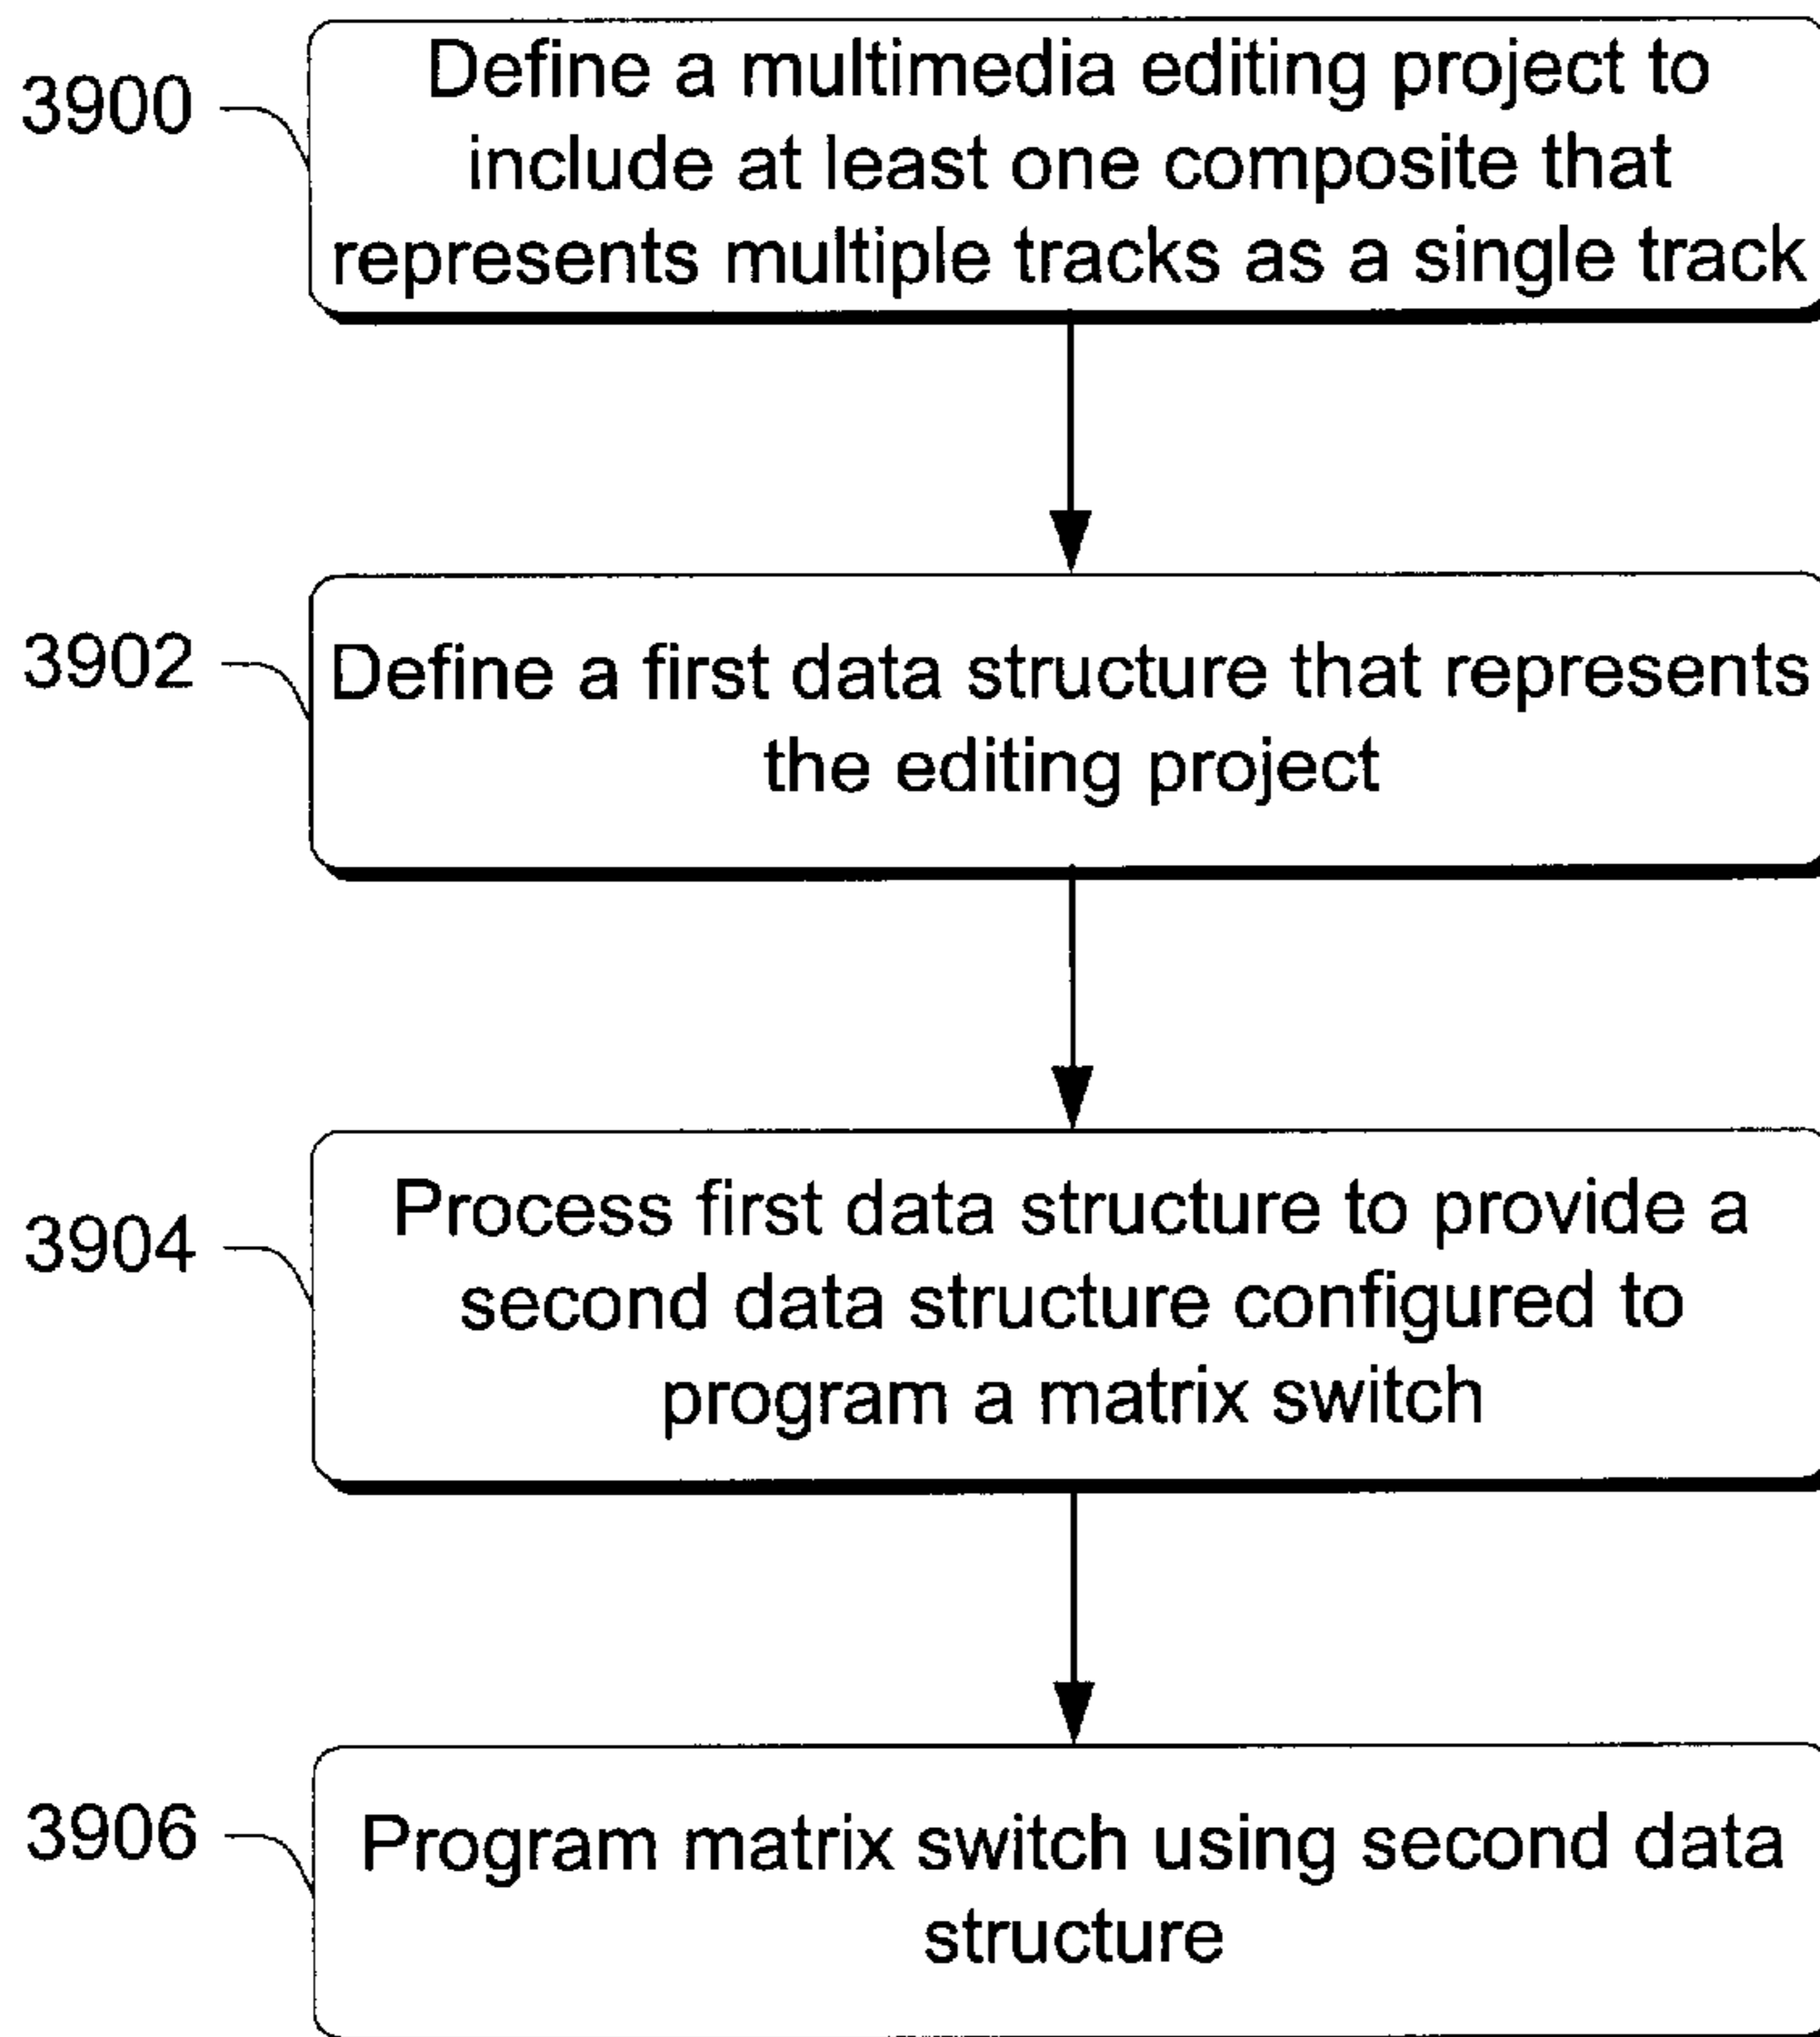 3900
Define a multimedia editing project to
include at least one composite that
represents multiple tracks as a single track
3902
Define a first data structure that represents
the editing project
3904
Process first data structure to provide a
second data structure configured to
program a matrix switch
3906
Program matrix switch using second data
structure